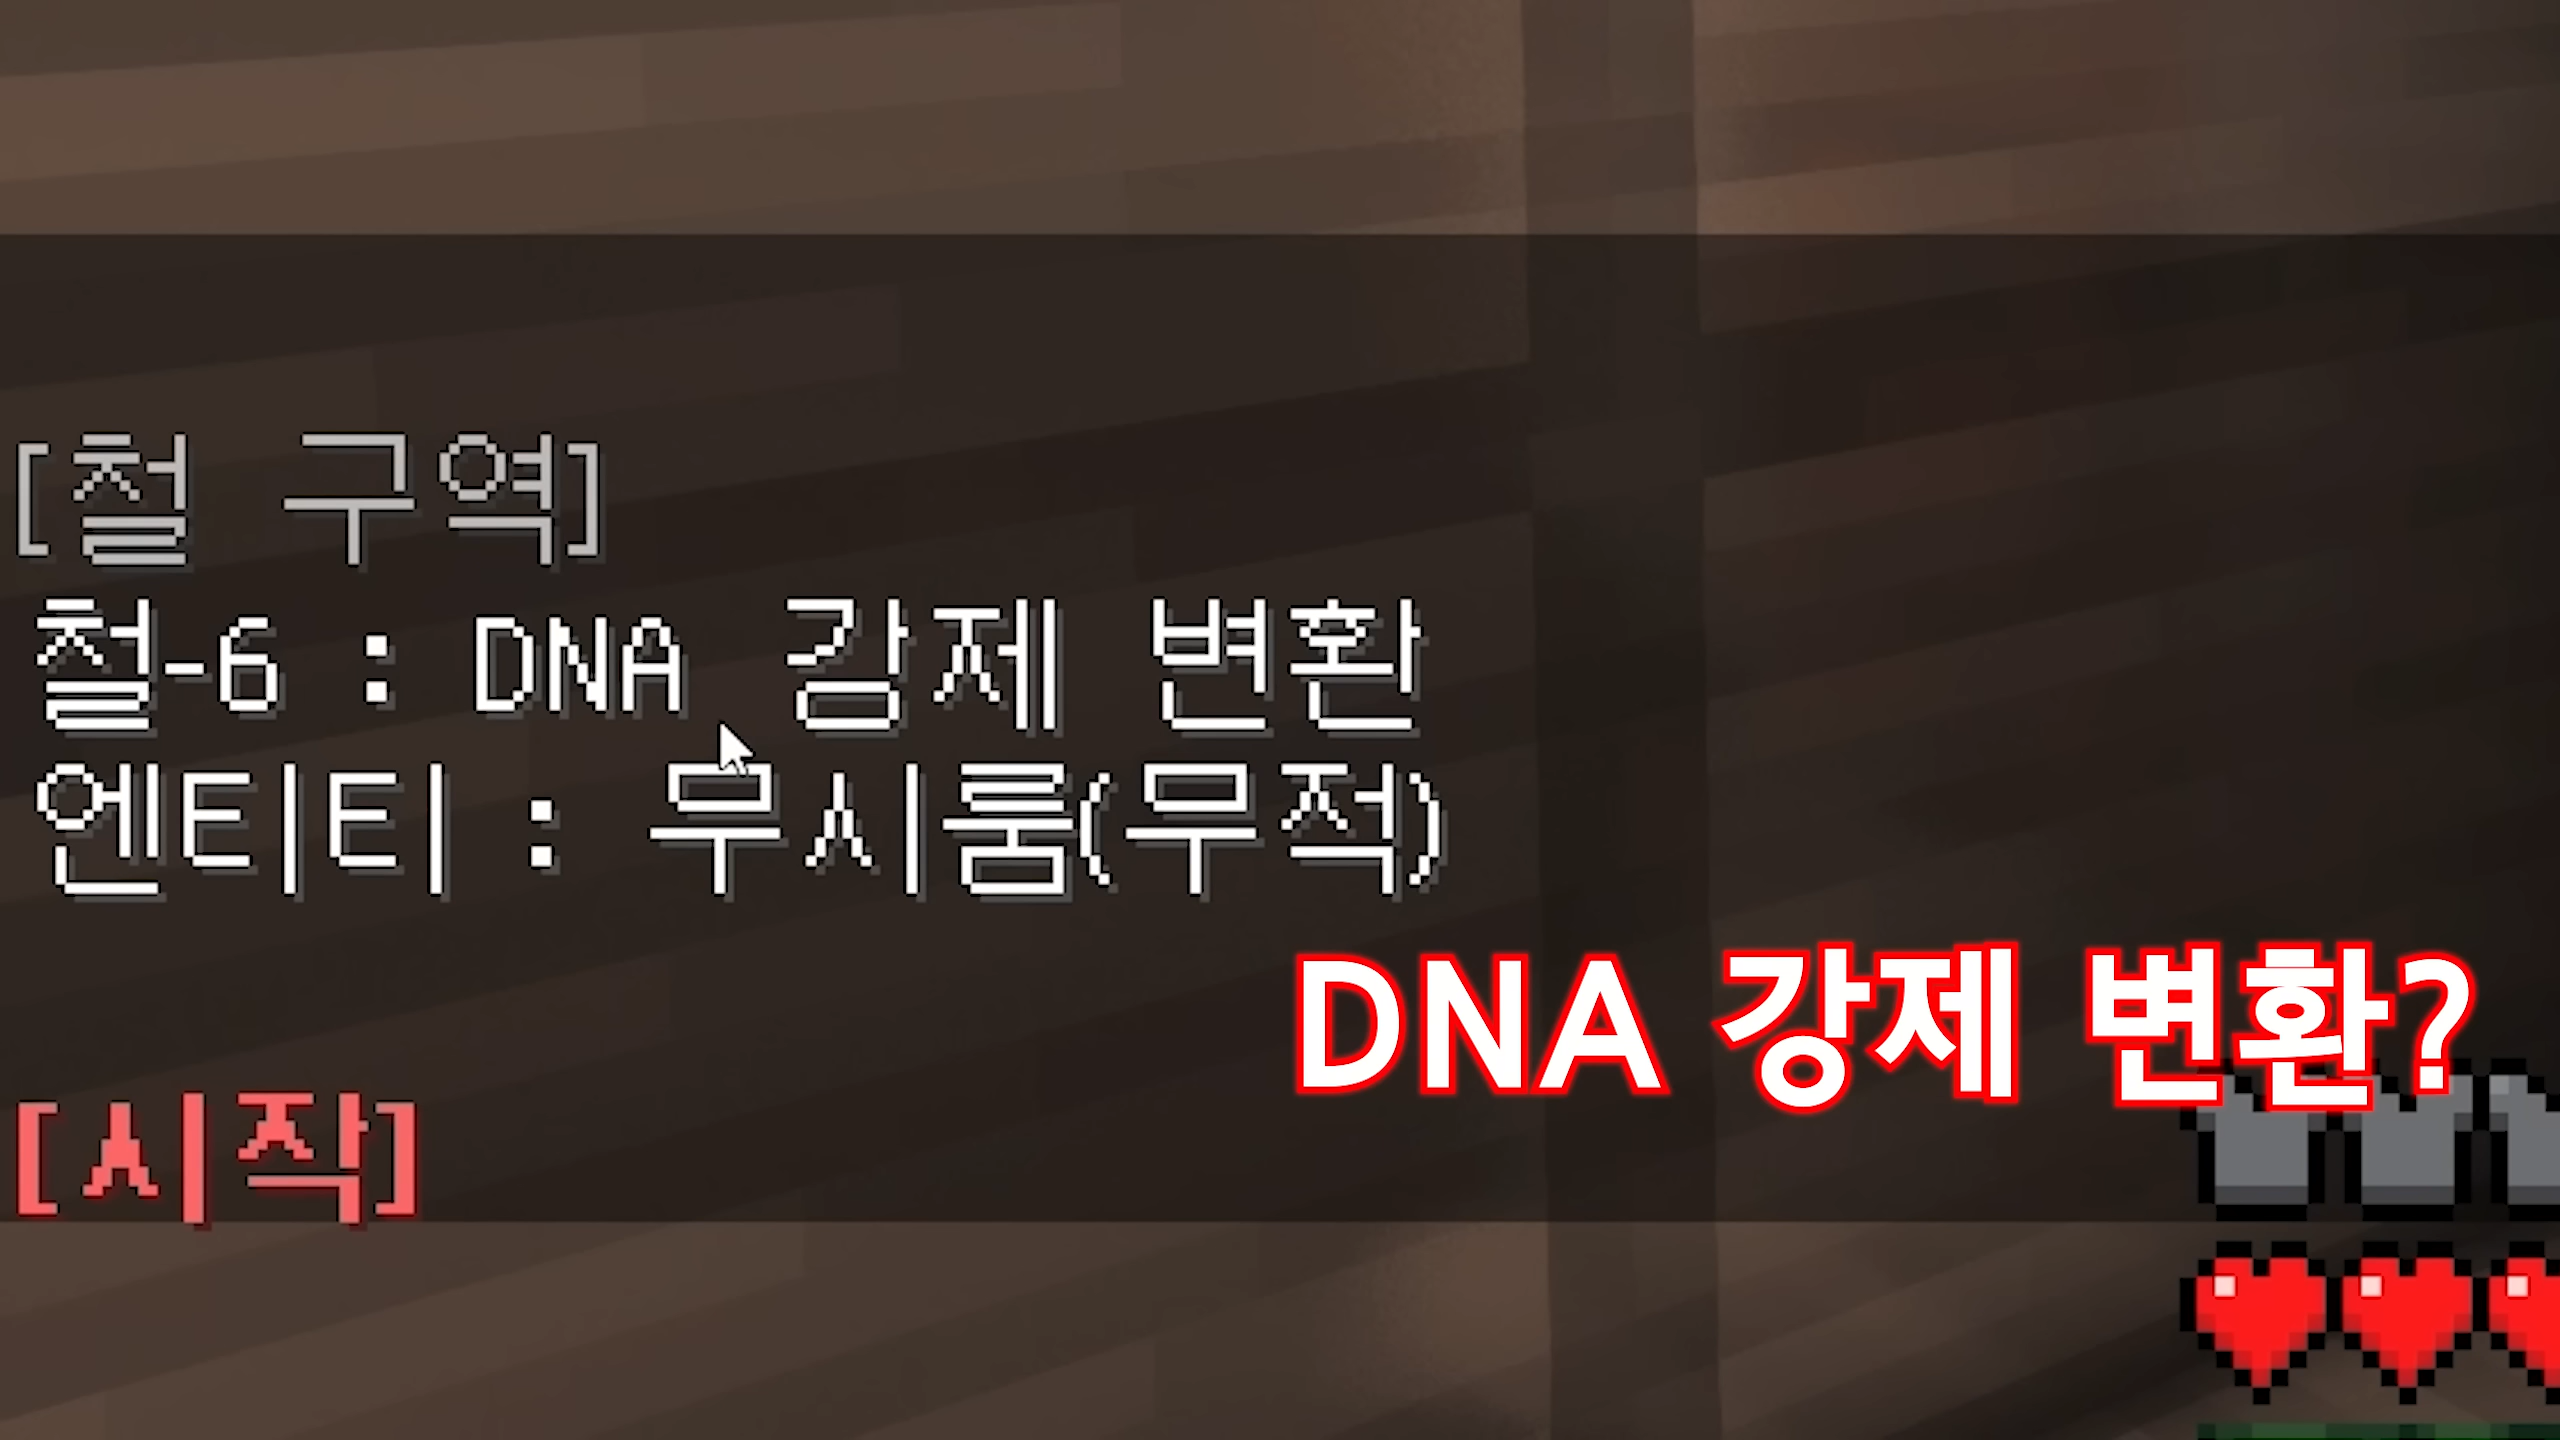 [철 구역]
철-6 : DNA 강제 변환
엔티티 : 무시룸(무적)
DNA 강제 변환?
[시작]